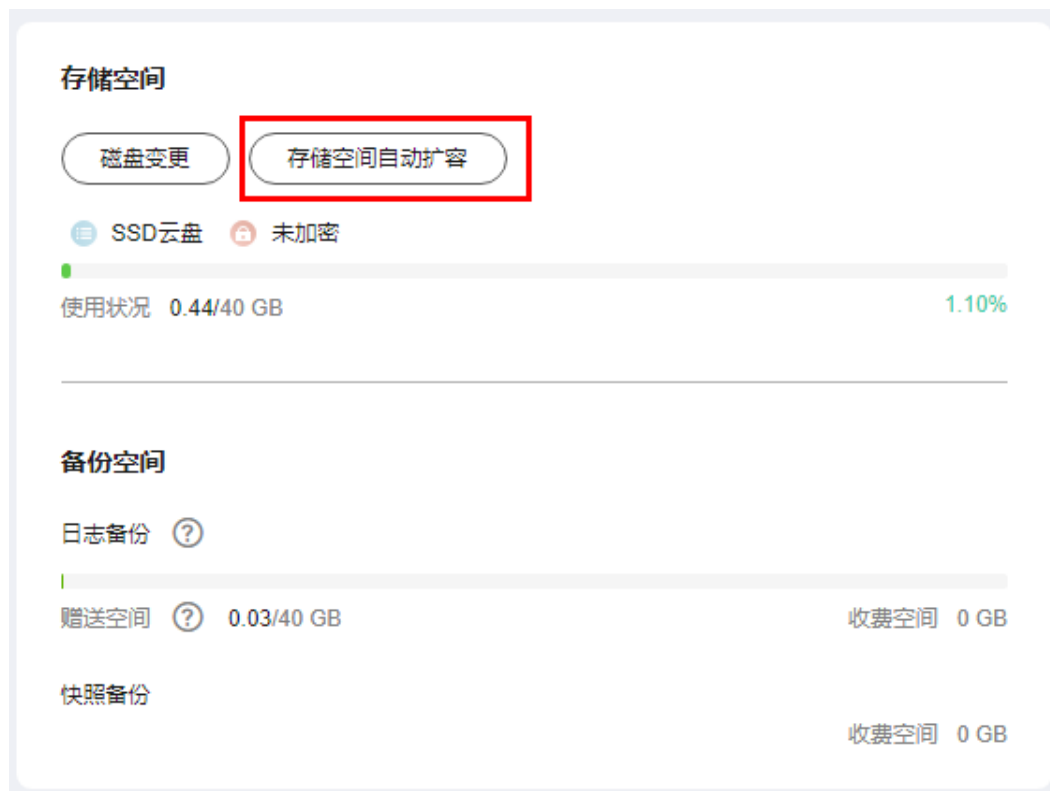 存储空间
磁盘变更 存储空间自动扩容
SSD云盘 未加密
使用状况 0.44/40 GB 1.10%
备份空间
日志备份 ?
赠送空间 ? 0.03/40 GB 收费空间 0 GB
快照备份
收费空间 0 GB